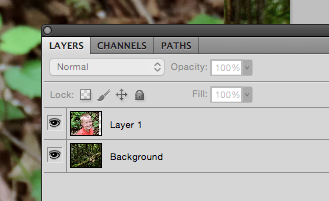 LAYERS CHANNELS PATHS
Normal Opacity: 100%
Lock: Fill: 100%
Layer 1
Background